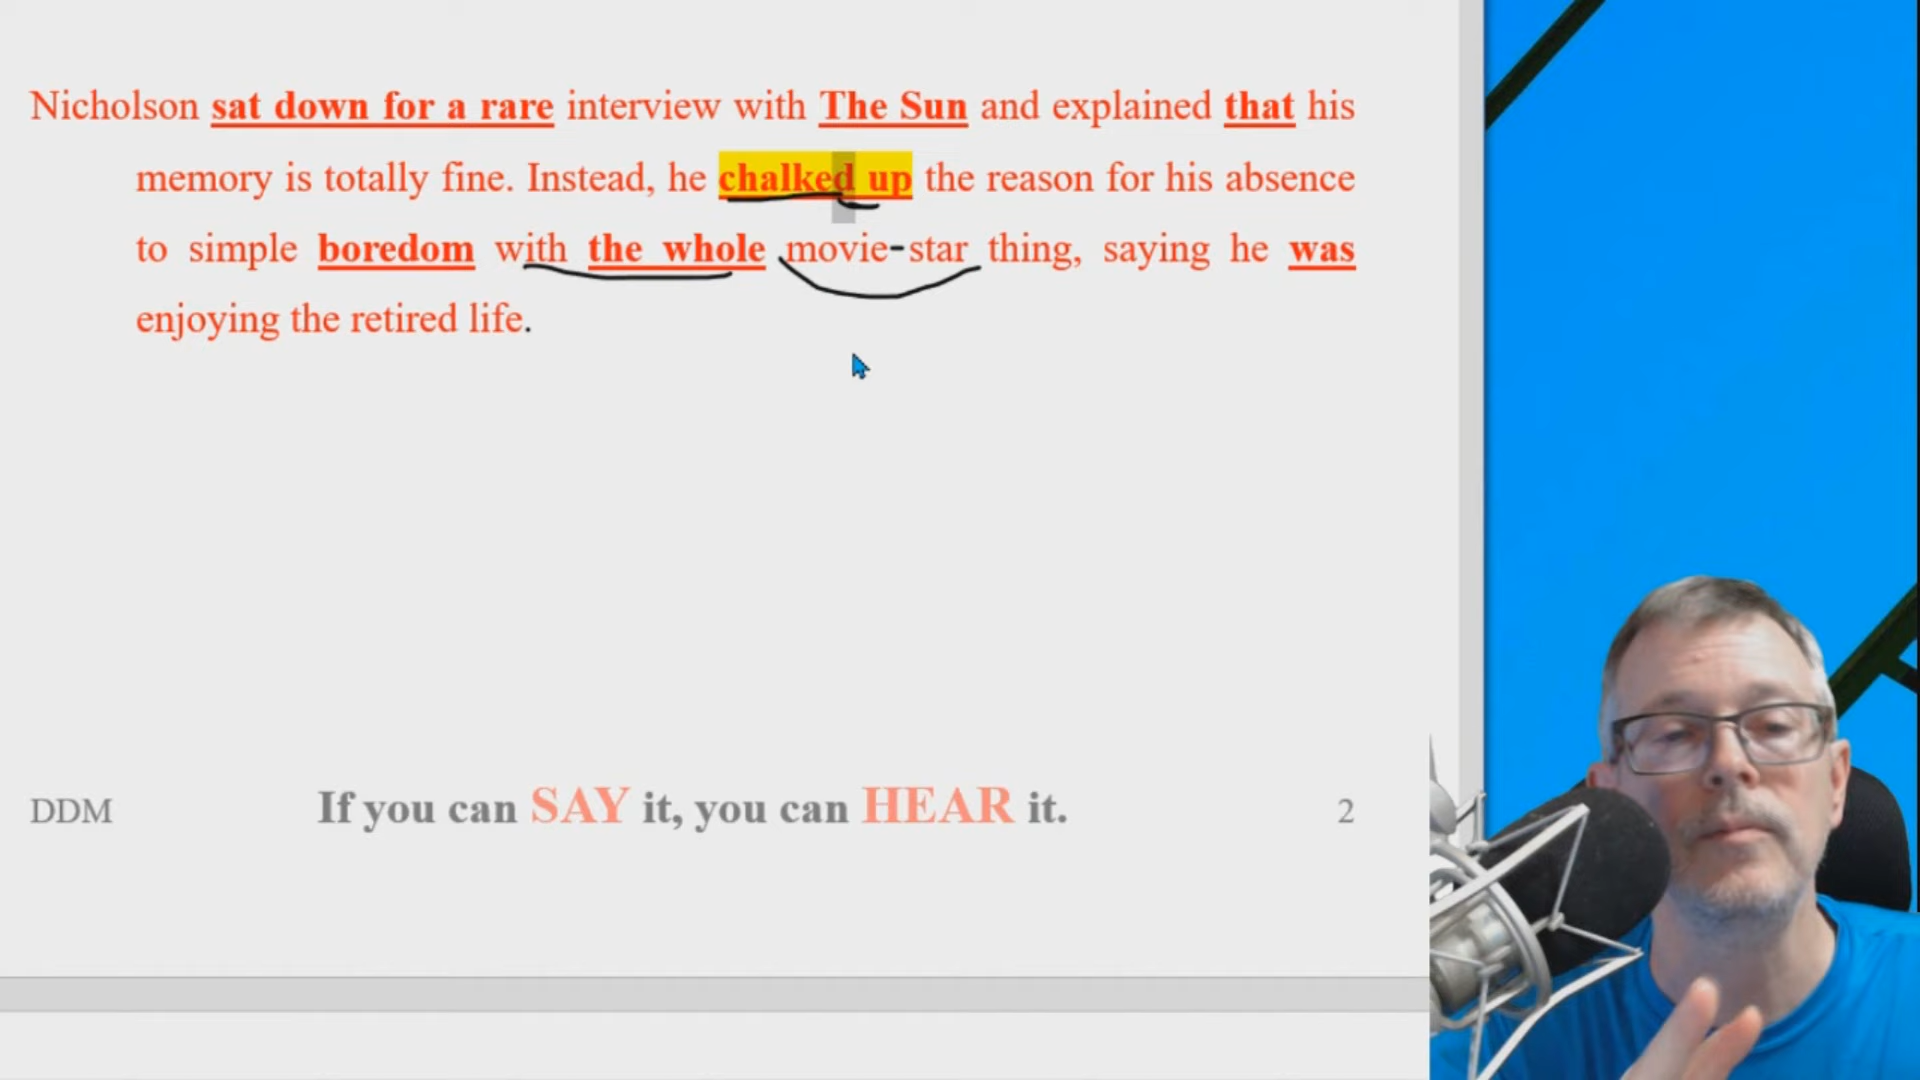 Nicholson sat down for a rare interview with The Sun and explained that his
memory is totally fine. Instead, he chalked up the reason for his absence
to simple boredom with the whole movie-star thing, saying he was
enjoying the retired life.
DDM If you can SAY it, you can HEAR it. 2